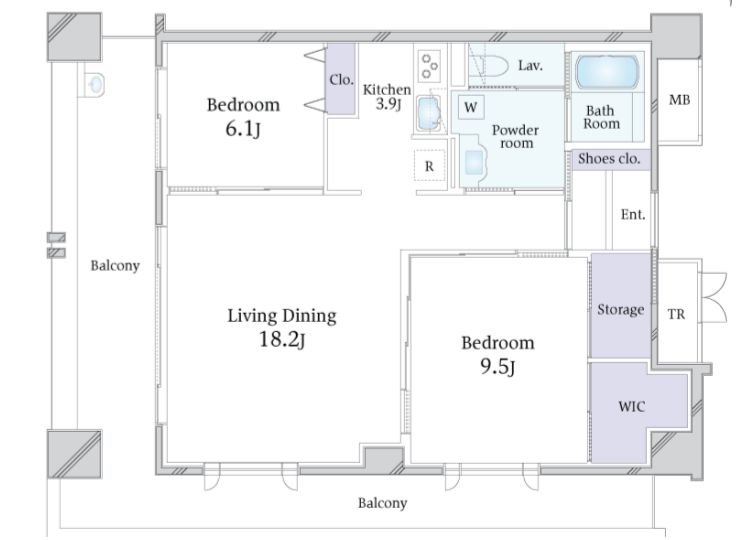 Lav.
Clo.
Kitchen
3.9J
Bedroom
6.1J
W
MB
Bath
Room
Powder
room
Shoes clo.
R
Ent.
Balcony
Living Dining
18.2J
Storage
TR
Bedroom
9.5J
WIC
Balcony